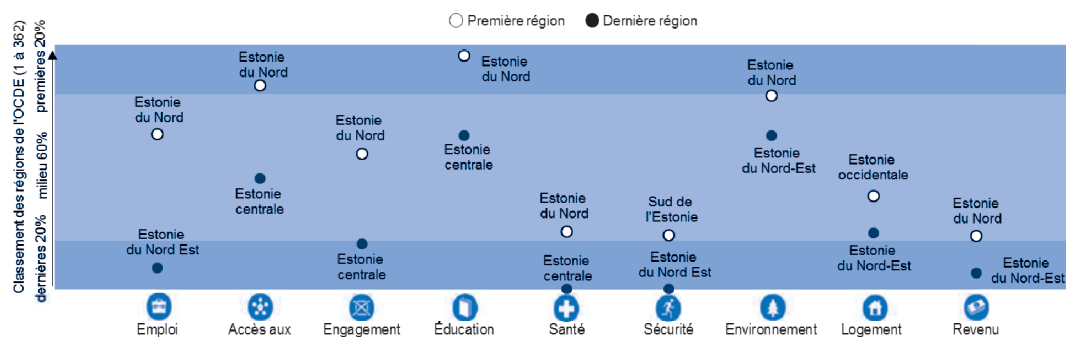 Première région
Dernière région
Classement des régions de l'OCDE (1 à 362)
dernières 20% milieu 60% premières 20%
Estonie
du Nord
Estonie
du Nord Est
Estonie
du Nord
Estonie
centrale
Estonie
du Nord
Estonie
centrale
Estonie
du Nord
Estonie
centrale
Estonie
du Nord
Estonie
centrale
Sud de
l'Estonie
Estonie
du Nord Est
Estonie
du Nord
Estonie
du Nord-Est
Estonie
occidentale
Estonie
du Nord-Est
Estonie
du Nord
Estonie
du Nord-Est
Emploi
Accès aux
Engagement
Éducation
Santé
Sécurité
Environnement
Logement
Revenu